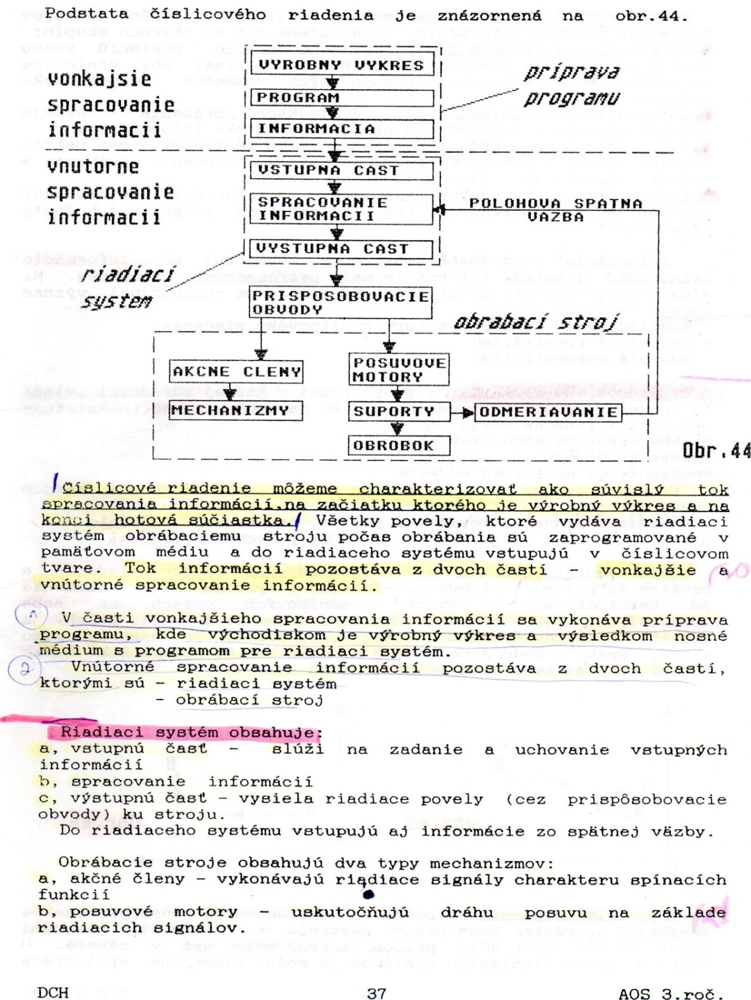 Podstata číslicového riadenia je znázornená na obr.44.
vonkajsie
spracovanie
informacii
VYROBNY VYKRES
PROGRAM
INFORMACIA
príprava
programu
vnutorne
spracovanie
informacii
VSTUPNA CAST
SPRACOVANIE
INFORMACII
VYSTUPNA CAST
POLOHOVA SPATNA
VAZBA
riadiaci
system
PRISPOSOBOVACIE
OBVODY
obrabací stroj
AKCNE CLENY
MECHANIZMY
POSUVOVE
MOTORY
SUPORTY
ODMERIAVANIE
OBROBOK
Obr.44
Číslicové riadenie môžeme charakterizovať ako súvislý tok
spracovania informácií,na začiatku ktorého je výrobný výkres a na
konci hotová súčiastka. Všetky povely, ktoré vydáva riadiaci
systém obrábaciemu stroju počas obrábania sú zaprogramované v
pamäťovom médiu a do riadiaceho systému vstupujú v číslicovom
tvare. Tok informácií pozostáva z dvoch častí - vonkajšie a
vnútorné spracovanie informácií.
1 V časti vonkajšieho spracovania informácií sa vykonáva príprava
programu, kde východiskom je výrobný výkres a výsledkom nosné
médium s programom pre riadiaci systém.
2 Vnútorné spracovanie informácií pozostáva z dvoch častí,
ktorými sú - riadiaci systém
- obrábací stroj
Riadiaci systém obsahuje:
a, vstupnú časť - slúži na zadanie a uchovanie vstupných
informácií
b, spracovanie informácií
c, výstupnú časť - vysiela riadiace povely (cez prispôsobovacie
obvody) ku stroju.
Do riadiaceho systému vstupujú aj informácie zo spätnej väzby.
Obrábacie stroje obsahujú dva typy mechanizmov:
a, akčné členy - vykonávajú riadiace signály charakteru spínacích
funkcií
b, posuvové motory - uskutočňujú dráhu posuvu na základe
riadiacich signálov.
DCH 37 AOS 3.roč.